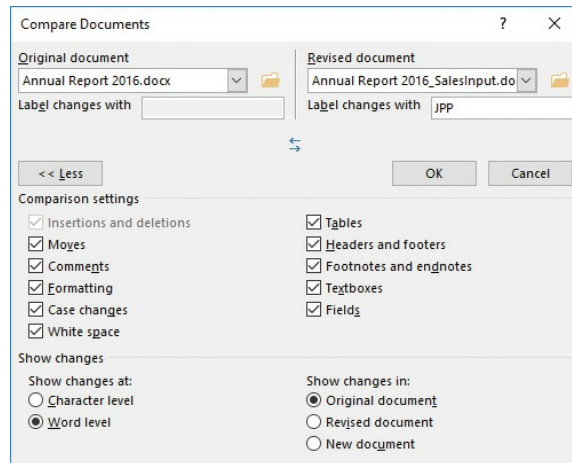 Compare Documents
? ✕
Original document
Annual Report 2016.docx
Label changes with
Revised document
Annual Report 2016_SalesInput.do
Label changes with JPP
<< Less
OK
Cancel
Comparison settings
Insertions and deletions
Moves
Comments
Formatting
Case changes
White space
Tables
Headers and footers
Footnotes and endnotes
Textboxes
Fields
Show changes
Show changes at:
Character level
Word level
Show changes in:
Original document
Revised document
New document